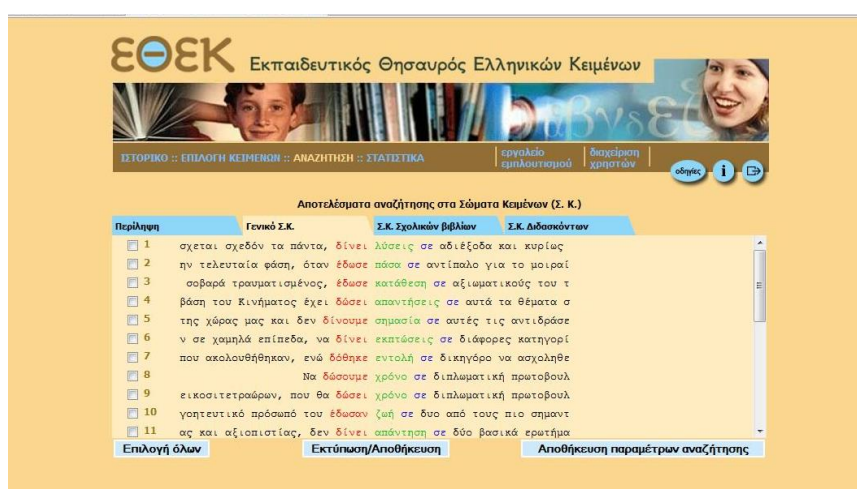 ΕΘΕΚ Εκπαιδευτικός Θησαυρός Ελληνικών Κειμένων
ΙΣΤΟΡΙΚΟ :: ΕΠΙΛΟΓΗ ΚΕΙΜΕΝΩΝ :: ΑΝΑΖΗΤΗΣΗ :: ΣΤΑΤΙΣΤΙΚΑ
εργαλείο εμπλουτισμού
διαχείριση χρηστών
οδηγίες i
Αποτελέσματα αναζήτησης στα Σώματα Κειμένων (Σ. Κ.)
Περίληψη Γενικό Σ.Κ. Σ.Κ. Σχολικών βιβλίων Σ.Κ. Διδασκόντων
1 σχεται σχεδόν τα πάντα, δίνει λύσεις σε αδιέξοδα και κυρίως
2 ην τελευταία φάση, όταν έδωσε πάσα σε αντίπαλο για το μοιραί
3 σοβαρά τραυματισμένος, έδωσε κατάθεση σε αξιωματικούς του τ
4 βάση του Κινήματος έχει δώσει απαντήσεις σε αυτά τα θέματα σ
5 της χώρας μας και δεν δίνουμε σημασία σε αυτές τις αντιδράσε
6 ν σε χαμηλά επίπεδα, να δίνει εκπτώσεις σε διάφορες κατηγορί
7 που ακολουθήθηκαν, ενώ δόθηκε εντολή σε δικηγόρο να ασχοληθε
8 Να δώσουμε χρόνο σε διπλωματική πρωτοβουλ
9 εικοσιτετραώρων, που θα δώσει χρόνο σε διπλωματική πρωτοβουλ
10 γοητευτικό πρόσωπό του έδωσαν ζωή σε δυο από τους πιο σημαντ
11 ας και αξιοπιστίας, δεν δίνει απάντηση σε δύο βασικά ερωτήμα
Επιλογή όλων Εκτύπωση/Αποθήκευση Αποθήκευση παραμέτρων αναζήτησης